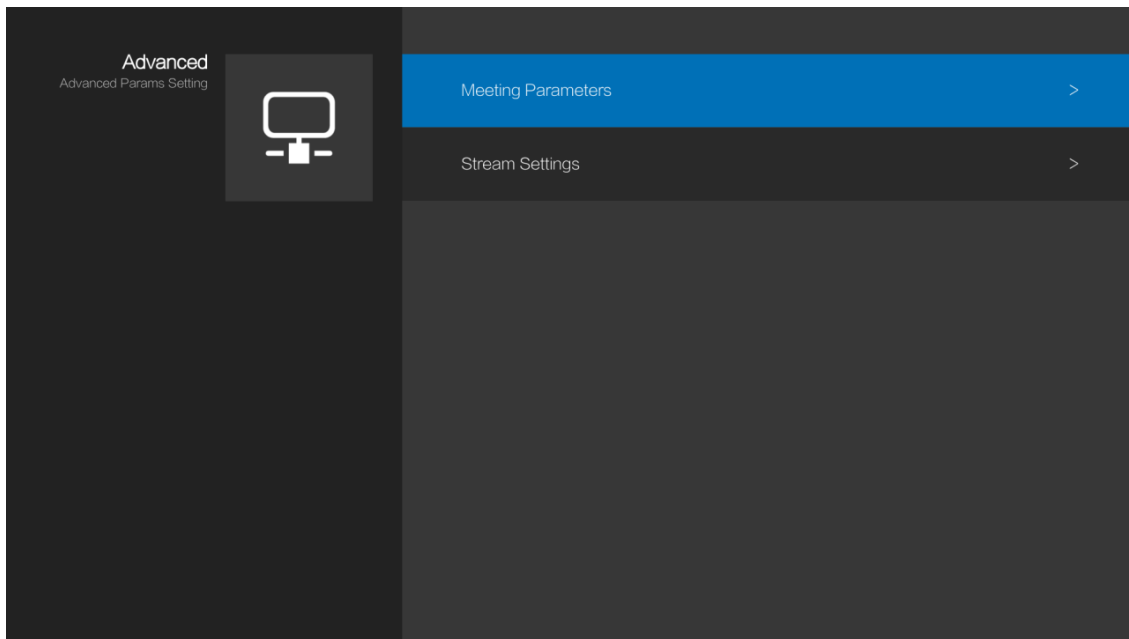 Advanced
Advanced Params Setting
Meeting Parameters >
Stream Settings >